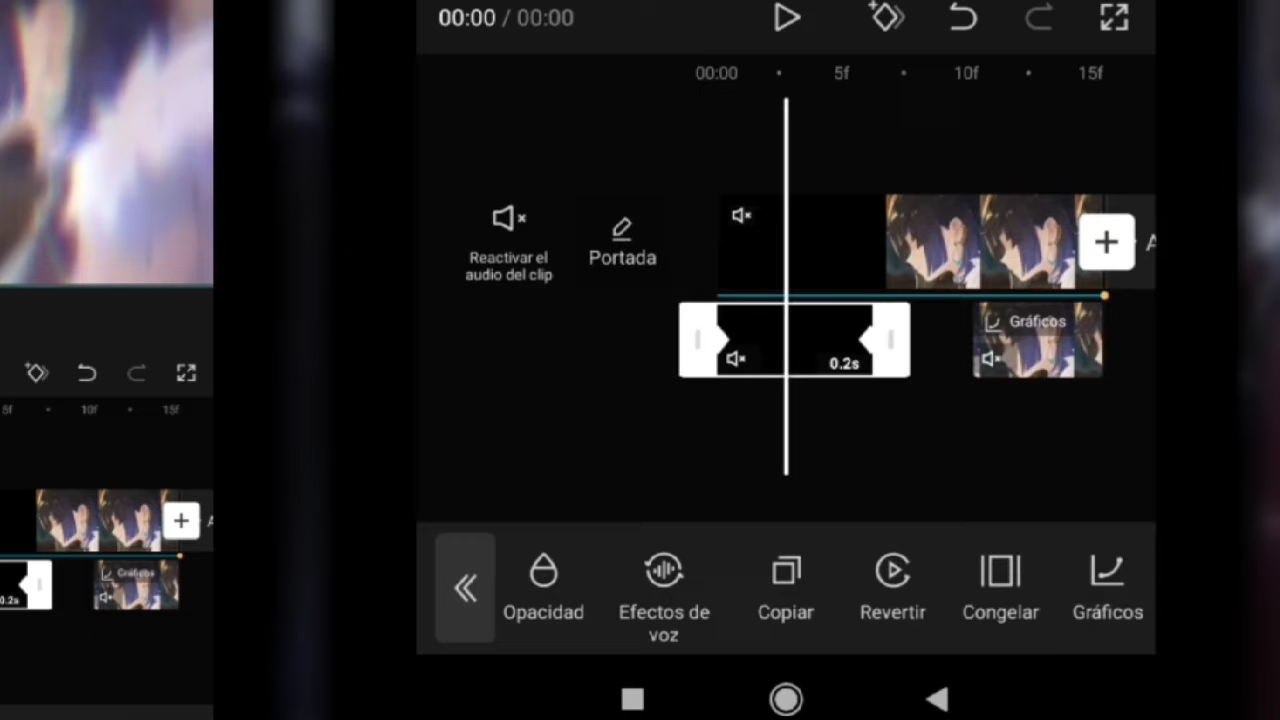 00:00 / 00:00
00:00
5f
10f
15f
Reactivar el
audio del clip
Portada
A
0.2s
Gráficos
Opacidad
Efectos de
voz
Copiar
Revertir
Congelar
Gráficos
5f
10f
15f
A
0.2s
Gráficos